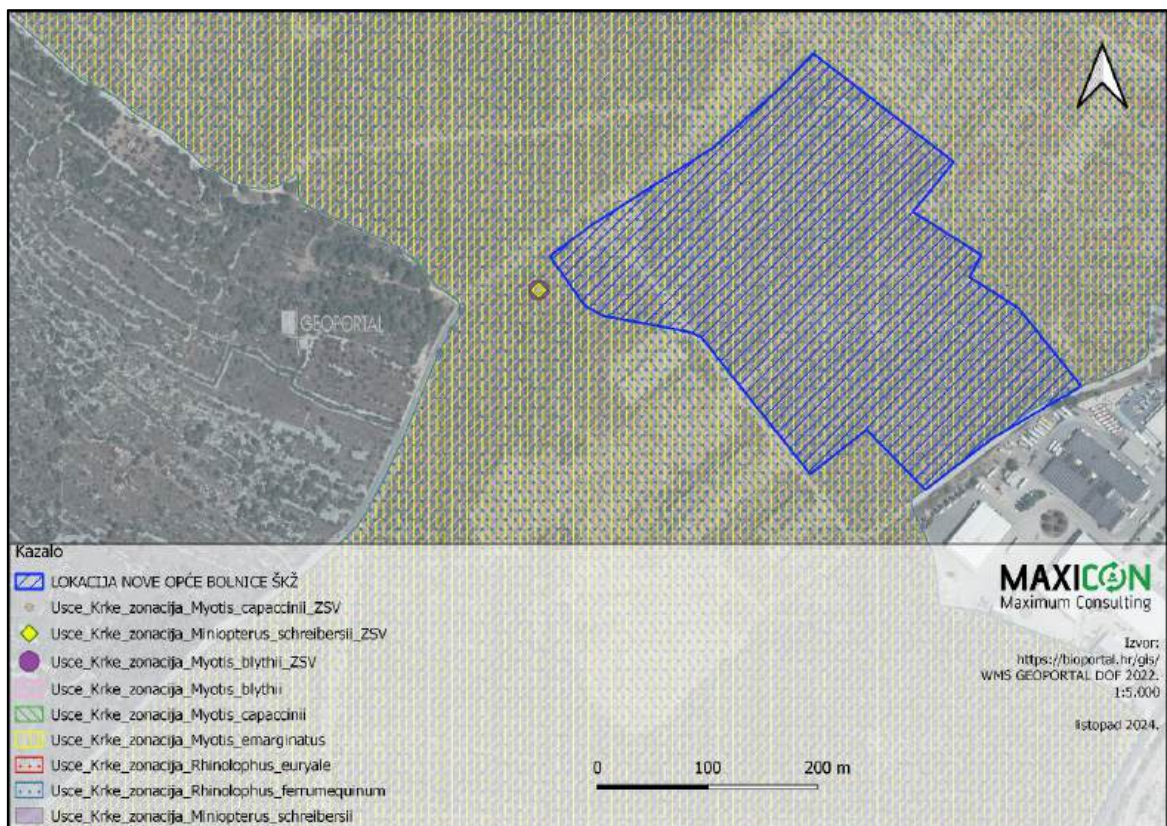 GEOPORTAL
Kazalo
LOKACIJA NOVE OPĆE BOLNICE ŠKŽ
Usce_Krke_zonacija_Myotis_capaccinii_ZSV
Usce_Krke_zonacija_Miniopterus_schreibersii_ZSV
Usce_Krke_zonacija_Myotis_blythii_ZSV
Usce_Krke_zonacija_Myotis_blythii
Usce_Krke_zonacija_Myotis_capaccinii
Usce_Krke_zonacija_Myotis_emarginatus
Usce_Krke_zonacija_Rhinolophus_euryale
Usce_Krke_zonacija_Rhinolophus_ferrumequinum
Usce_Krke_zonacija_Miniopterus_schreibersii
0 100 200 m
MAXICON
Maximum Consulting
Izvor:
https://bioportal.hr/gis/
WMS GEOPORTAL DOF 2022.
1:5.000
listopad 2024.